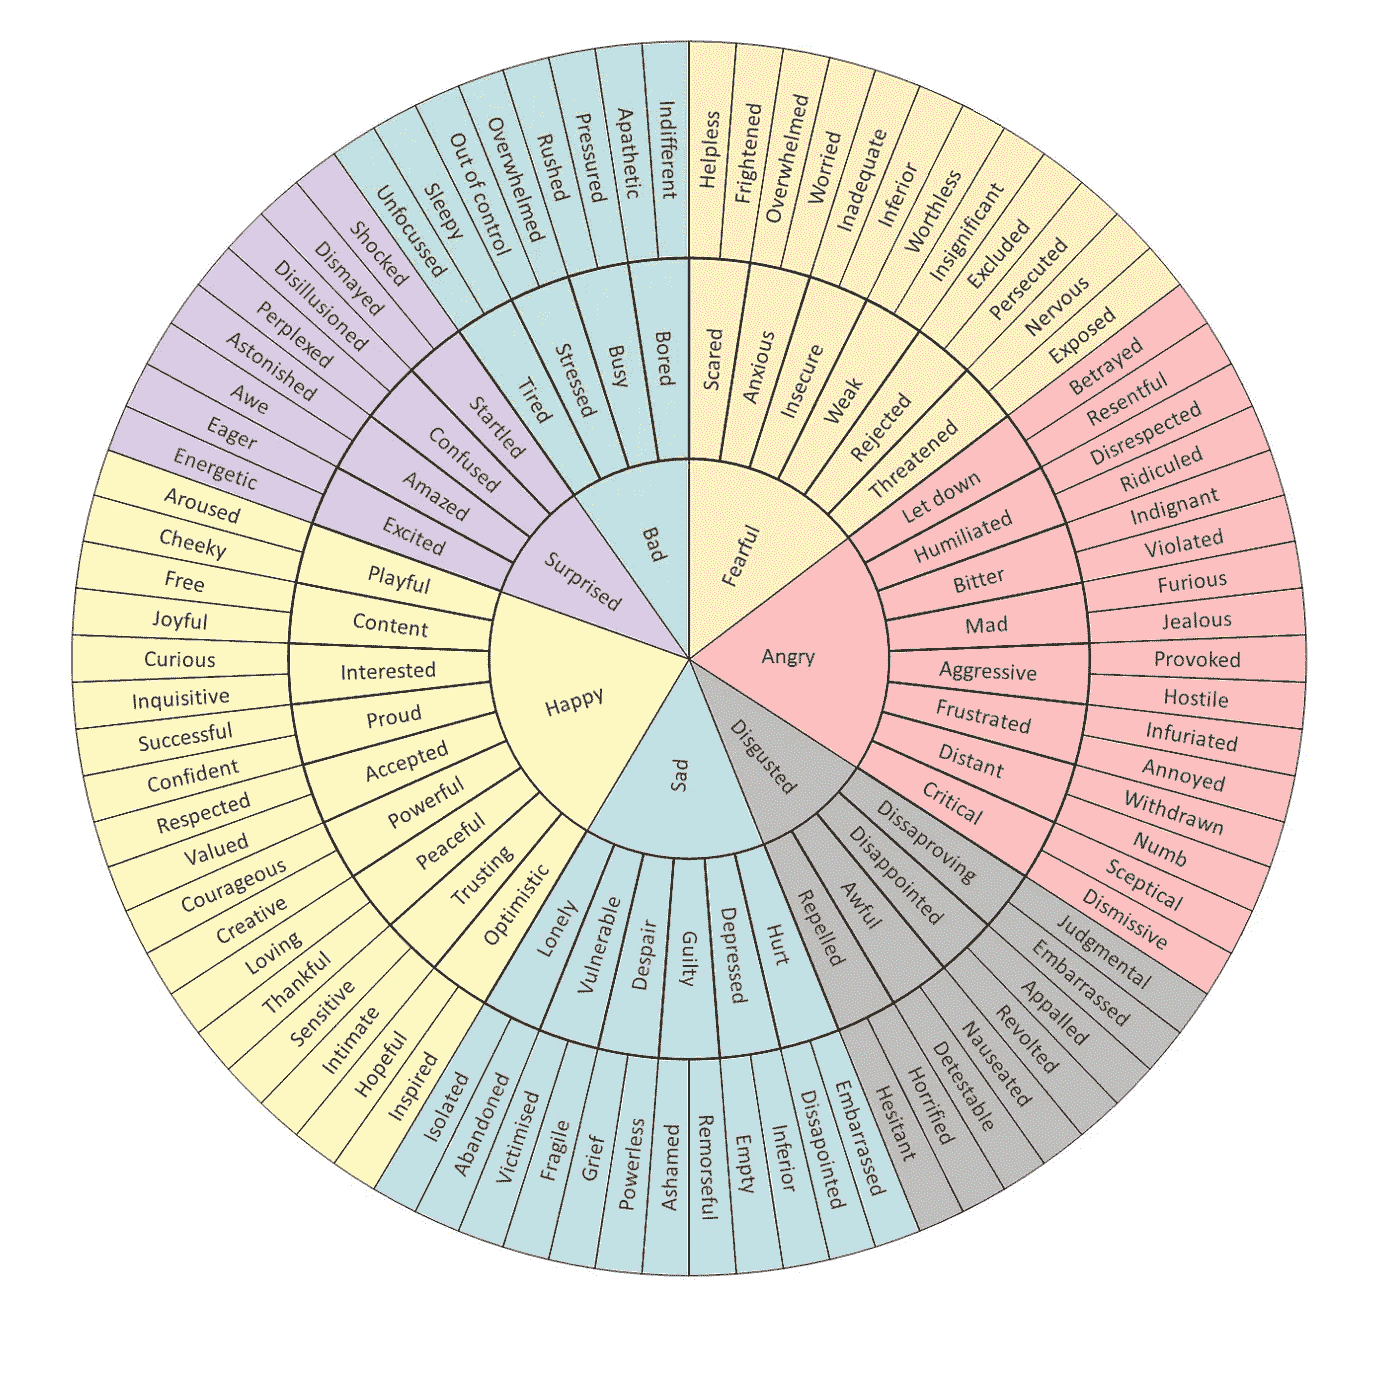 Fearful
Scared
Helpless
Frightened
Anxious
Overwhelmed
Worried
Insecure
Inadequate
Inferior
Weak
Worthless
Insignificant
Rejected
Excluded
Persecuted
Threatened
Nervous
Exposed
Angry
Let down
Betrayed
Resentful
Humiliated
Disrespected
Ridiculed
Bitter
Indignant
Violated
Mad
Furious
Jealous
Aggressive
Provoked
Hostile
Frustrated
Infuriated
Annoyed
Distant
Withdrawn
Numb
Critical
Sceptical
Dismissive
Disgusted
Dissaproving
Judgmental
Embarrassed
Disappointed
Appalled
Revolted
Awful
Nauseated
Detestable
Repelled
Horrified
Hesitant
Sad
Hurt
Embarrassed
Dissapointed
Depressed
Inferior
Empty
Guilty
Remorseful
Ashamed
Despair
Powerless
Grief
Vulnerable
Fragile
Victimised
Lonely
Abandoned
Isolated
Happy
Optimistic
Inspired
Hopeful
Trusting
Intimate
Sensitive
Peaceful
Thankful
Loving
Powerful
Creative
Courageous
Accepted
Valued
Respected
Proud
Confident
Successful
Interested
Inquisitive
Curious
Content
Joyful
Free
Playful
Cheeky
Aroused
Surprised
Excited
Energetic
Eager
Amazed
Awe
Astonished
Confused
Perplexed
Disillusioned
Startled
Dismayed
Shocked
Bad
Tired
Unfocussed
Sleepy
Stressed
Out of control
Overwhelmed
Busy
Rushed
Pressured
Bored
Apathetic
Indifferent